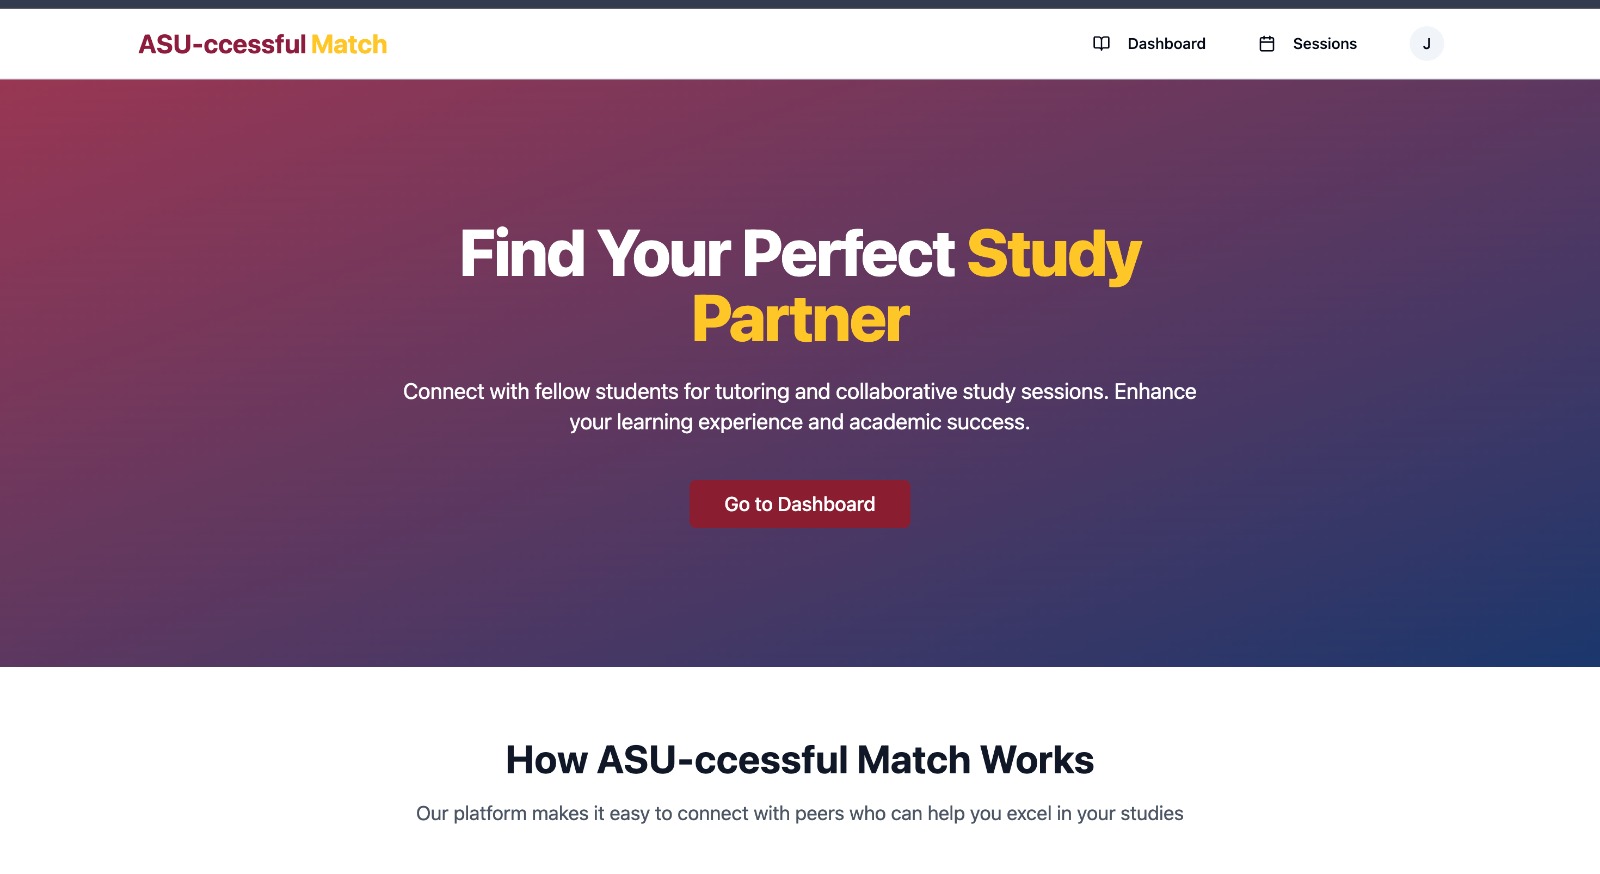 ASU-ccessful Match
Dashboard
Sessions
J
Find Your Perfect Study
Partner
Connect with fellow students for tutoring and collaborative study sessions. Enhance
your learning experience and academic success.
Go to Dashboard
How ASU-ccessful Match Works
Our platform makes it easy to connect with peers who can help you excel in your studies